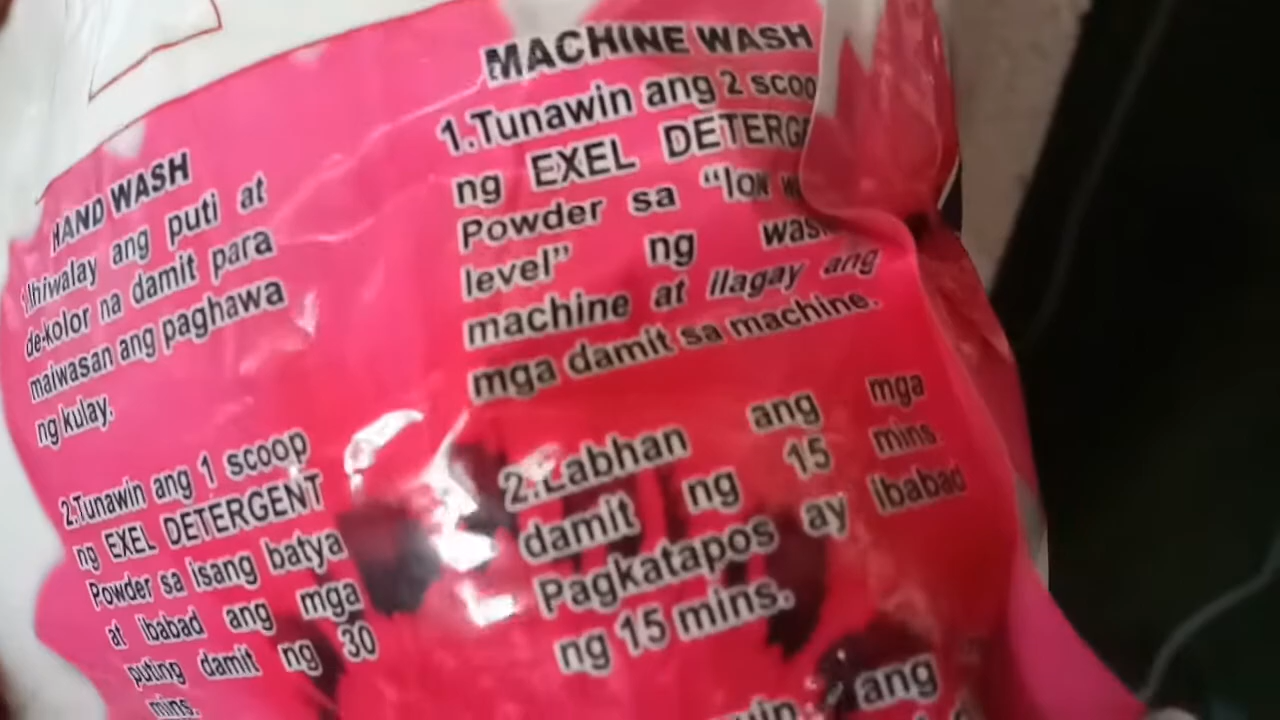 HAND WASH
1.Ihiwalay ang puti at
de-kolor na damit para
maiwasan ang paghawa
ng kulay.
2.Tunawin ang 1 scoop
ng EXEL DETERGENT
Powder sa isang batya
at ibabad ang mga
puting damit ng 30
mins.
MACHINE WASH
1.Tunawin ang 2 scoo
ng EXEL DETERGE
Powder sa "low
level" ng was
machine at ilagay ang
mga damit sa machine.
2.Labhan ang mga
damit ng 15 mins.
Pagkatapos ay ibabad
ng 15 mins.
ang